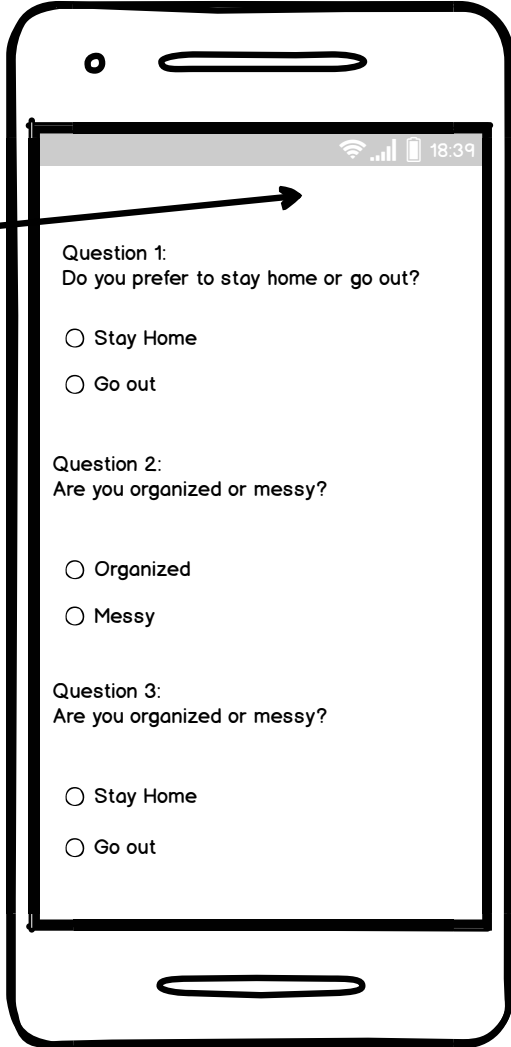 18:39
Question 1:
Do you prefer to stay home or go out?
Stay Home
Go out
Question 2:
Are you organized or messy?
Organized
Messy
Question 3:
Are you organized or messy?
Stay Home
Go out